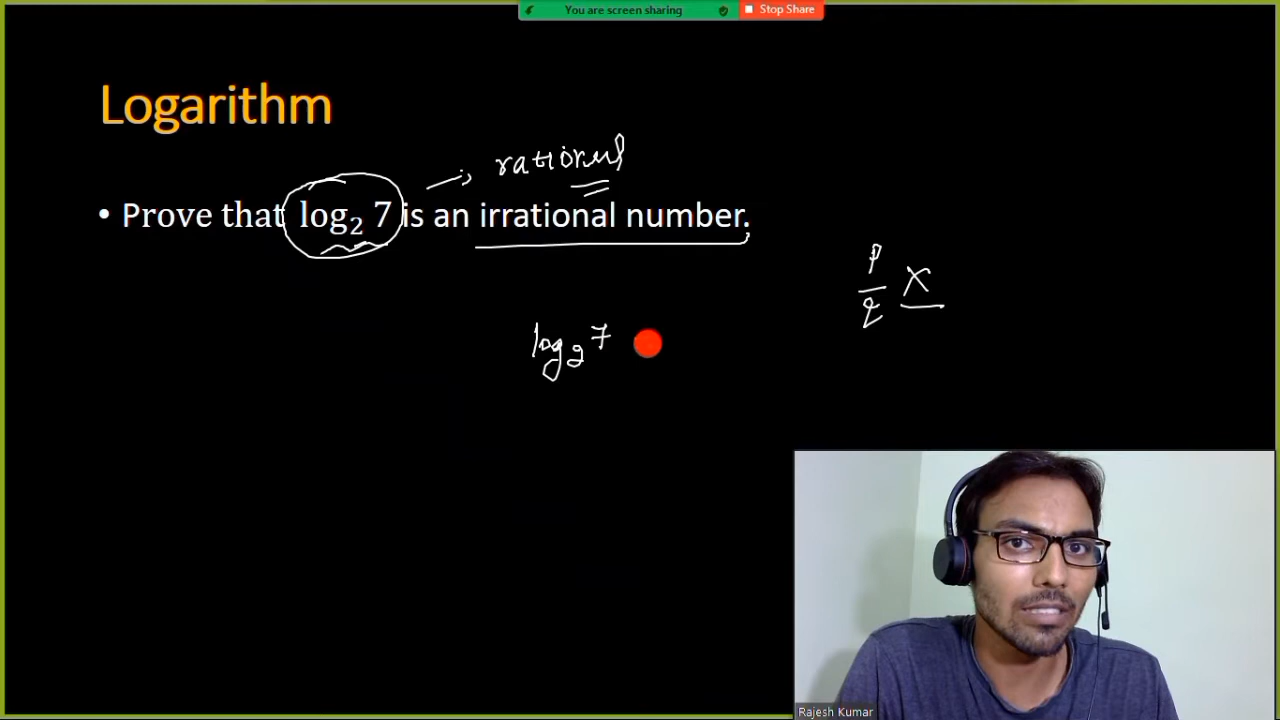 You are screen sharing Stop Share
Logarithm
rational
• Prove that log₂ 7 is an irrational number.
p/q X
log₂ 7
Rajesh Kumar